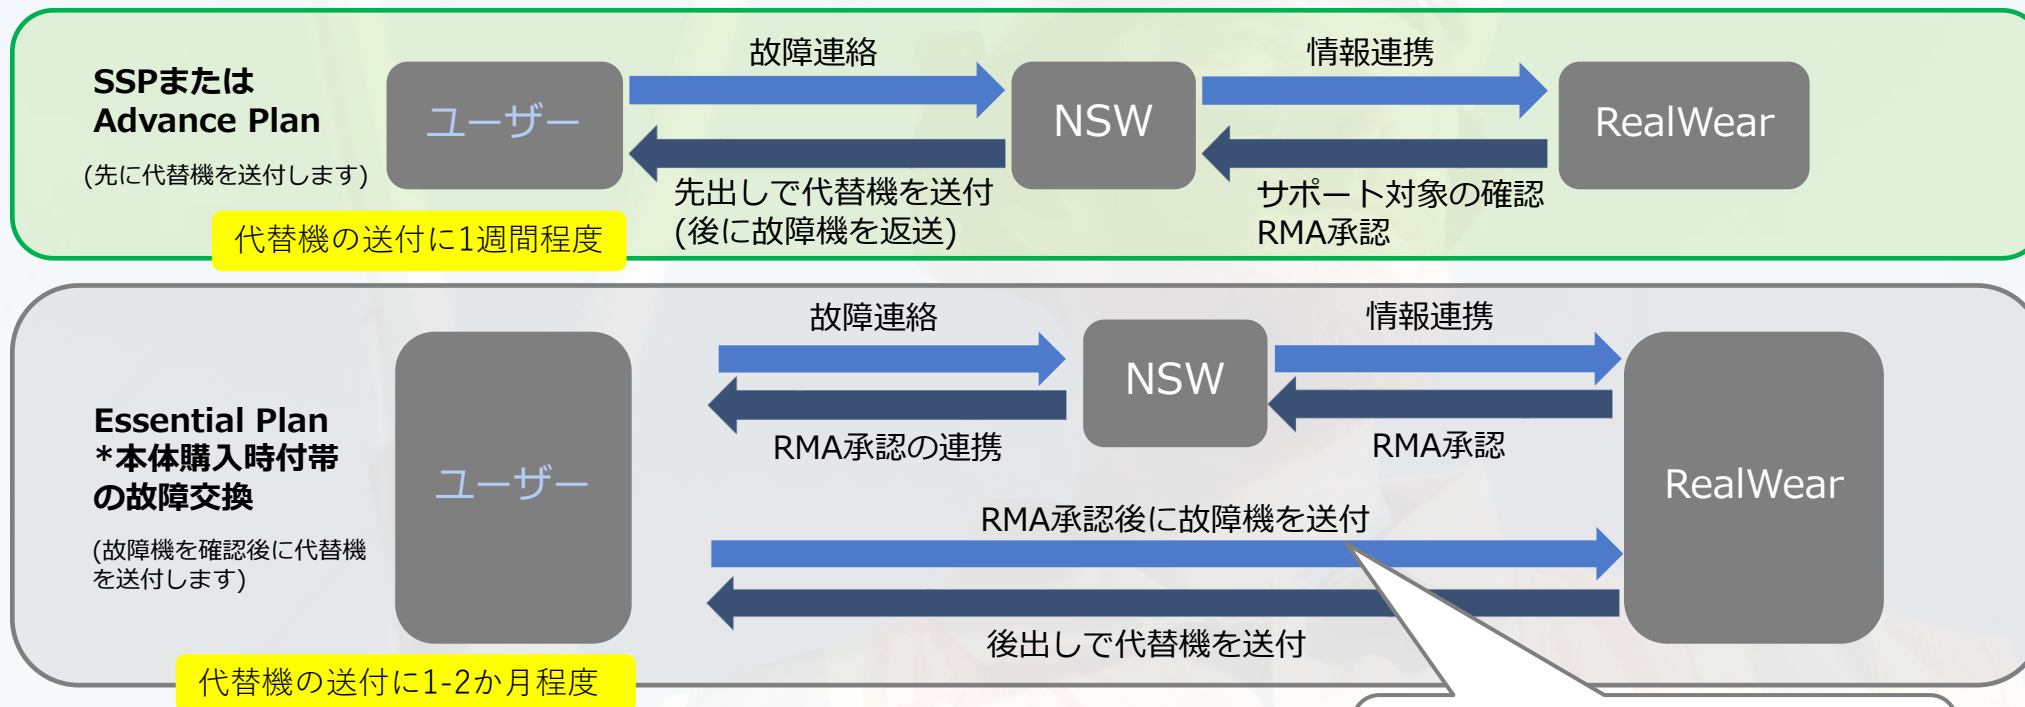 SSPまたは
Advance Plan
(先に代替機を送付します)
ユーザー
故障連絡
NSW
情報連携
RealWear
先出しで代替機を送付
(後に故障機を返送)
サポート対象の確認
RMA承認
代替機の送付に1週間程度
Essential Plan
*本体購入時付帯
の故障交換
(故障機を確認後に代替機
を送付します)
ユーザー
故障連絡
NSW
情報連携
RealWear
RMA承認の連携
RMA承認
RMA承認後に故障機を送付
後出しで代替機を送付
代替機の送付に1-2か月程度